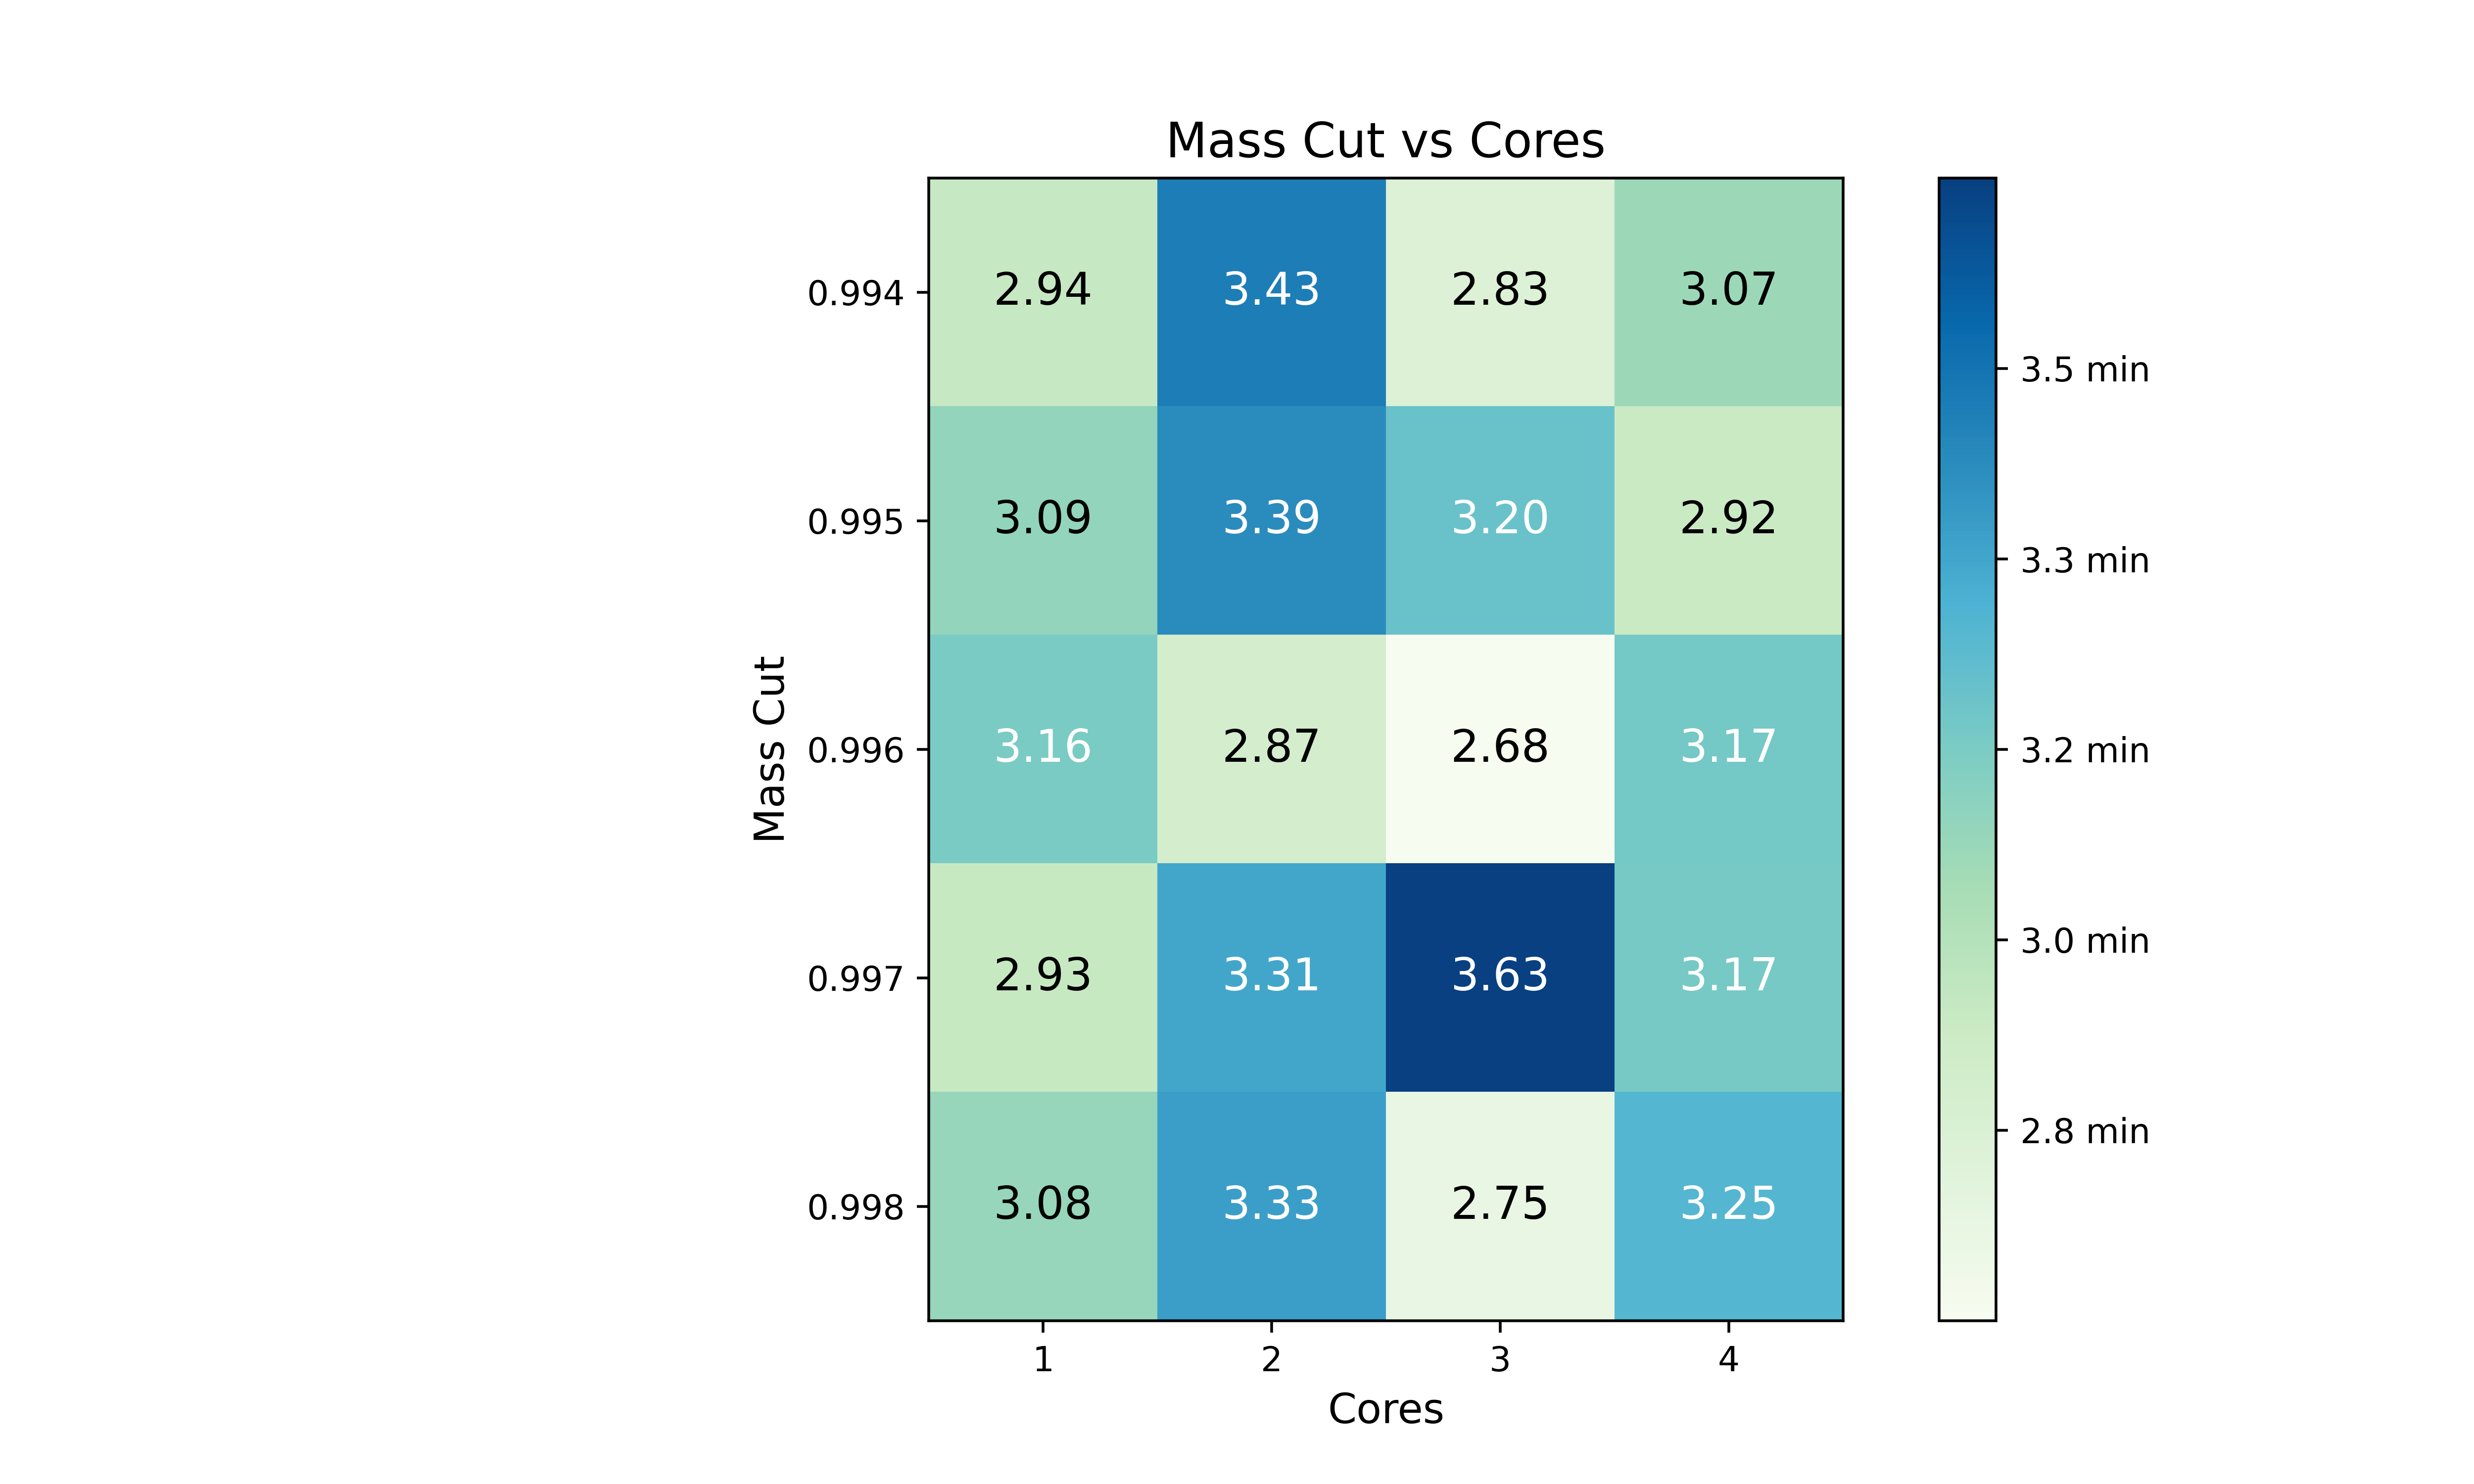 Mass Cut vs Cores
0.994 2.94 3.43 2.83 3.07
0.995 3.09 3.39 3.20 2.92
0.996 3.16 2.87 2.68 3.17
0.997 2.93 3.31 3.63 3.17
0.998 3.08 3.33 2.75 3.25
1 2 3 4
Cores
Mass Cut
3.5 min
3.3 min
3.2 min
3.0 min
2.8 min